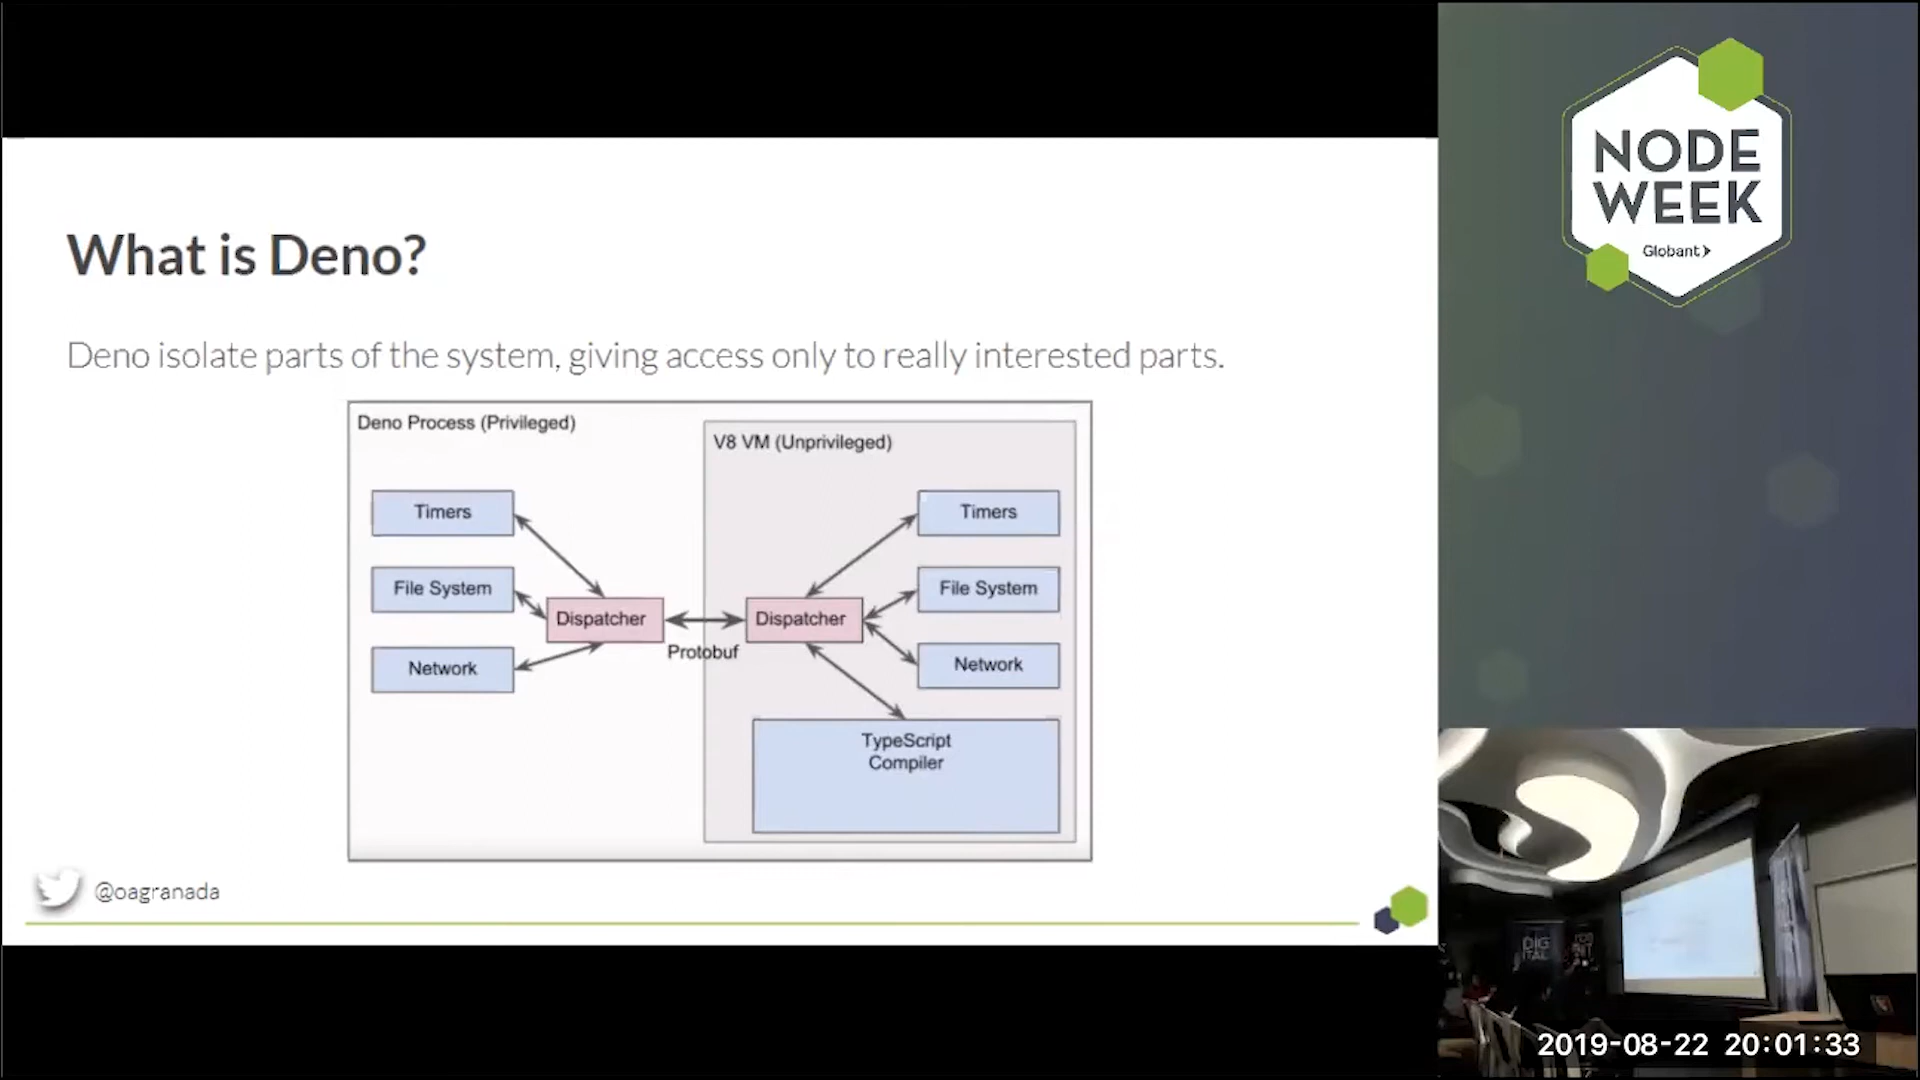 What is Deno?
Deno isolate parts of the system, giving access only to really interested parts.
Deno Process (Privileged)
V8 VM (Unprivileged)
Timers
File System
Network
Dispatcher
Protobuf
Dispatcher
Timers
File System
Network
TypeScript
Compiler
@oagranada
NODE
WEEK
Globant
DIG
ITAL
2019-08-22 20:01:33